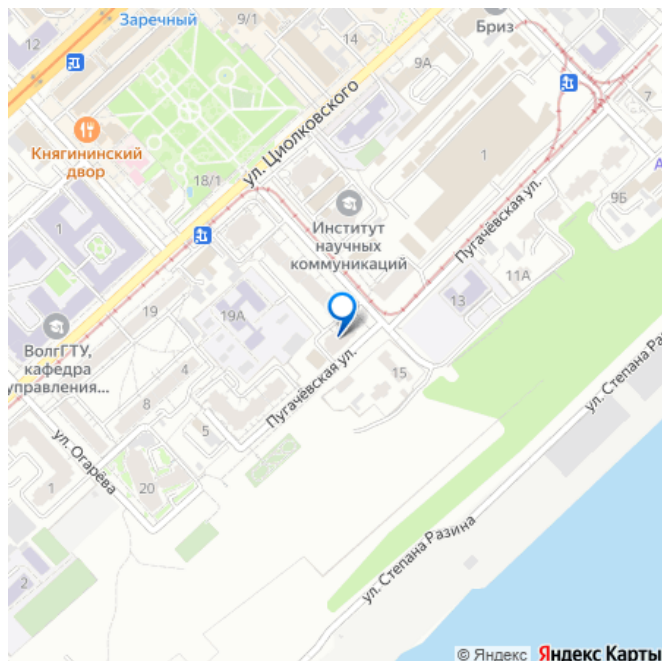 Заречный
9/1
14
Бриз
12
9А
7
ул. Циолковского
Княгининский
двор
18/1
1
А
9Б
Институт
научных
коммуникаций
Пугачёвская ул.
1
11А
13
19
19А
ВолгГТУ,
кафедра
управления...
4
8
Пугачёвская ул.
15
ул. Степана Ра
5
ул. Огарёва
1
20
ул. Степана Разина
2
© Яндекс Яндекс Карты